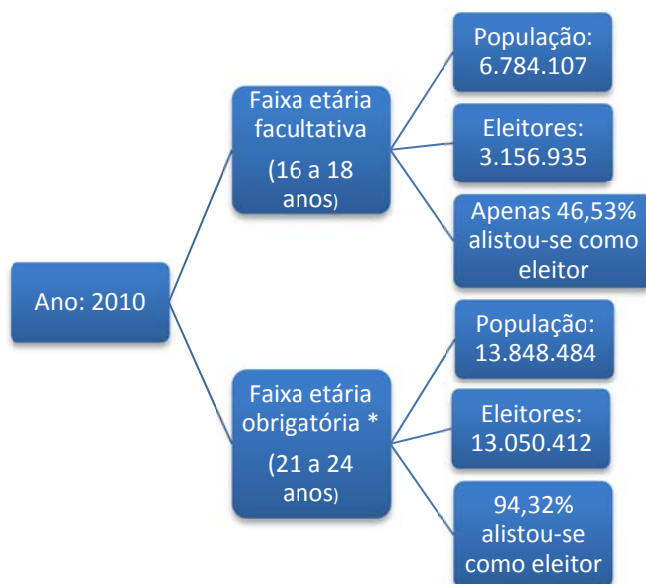 Ano: 2010
Faixa etária
facultativa
(16 a 18
anos)
População:
6.784.107
Eleitores:
3.156.935
Apenas 46,53%
alistou-se como
eleitor
Faixa etária
obrigatória *
(21 a 24
anos)
População:
13.848.484
Eleitores:
13.050.412
94,32%
alistou-se
como eleitor